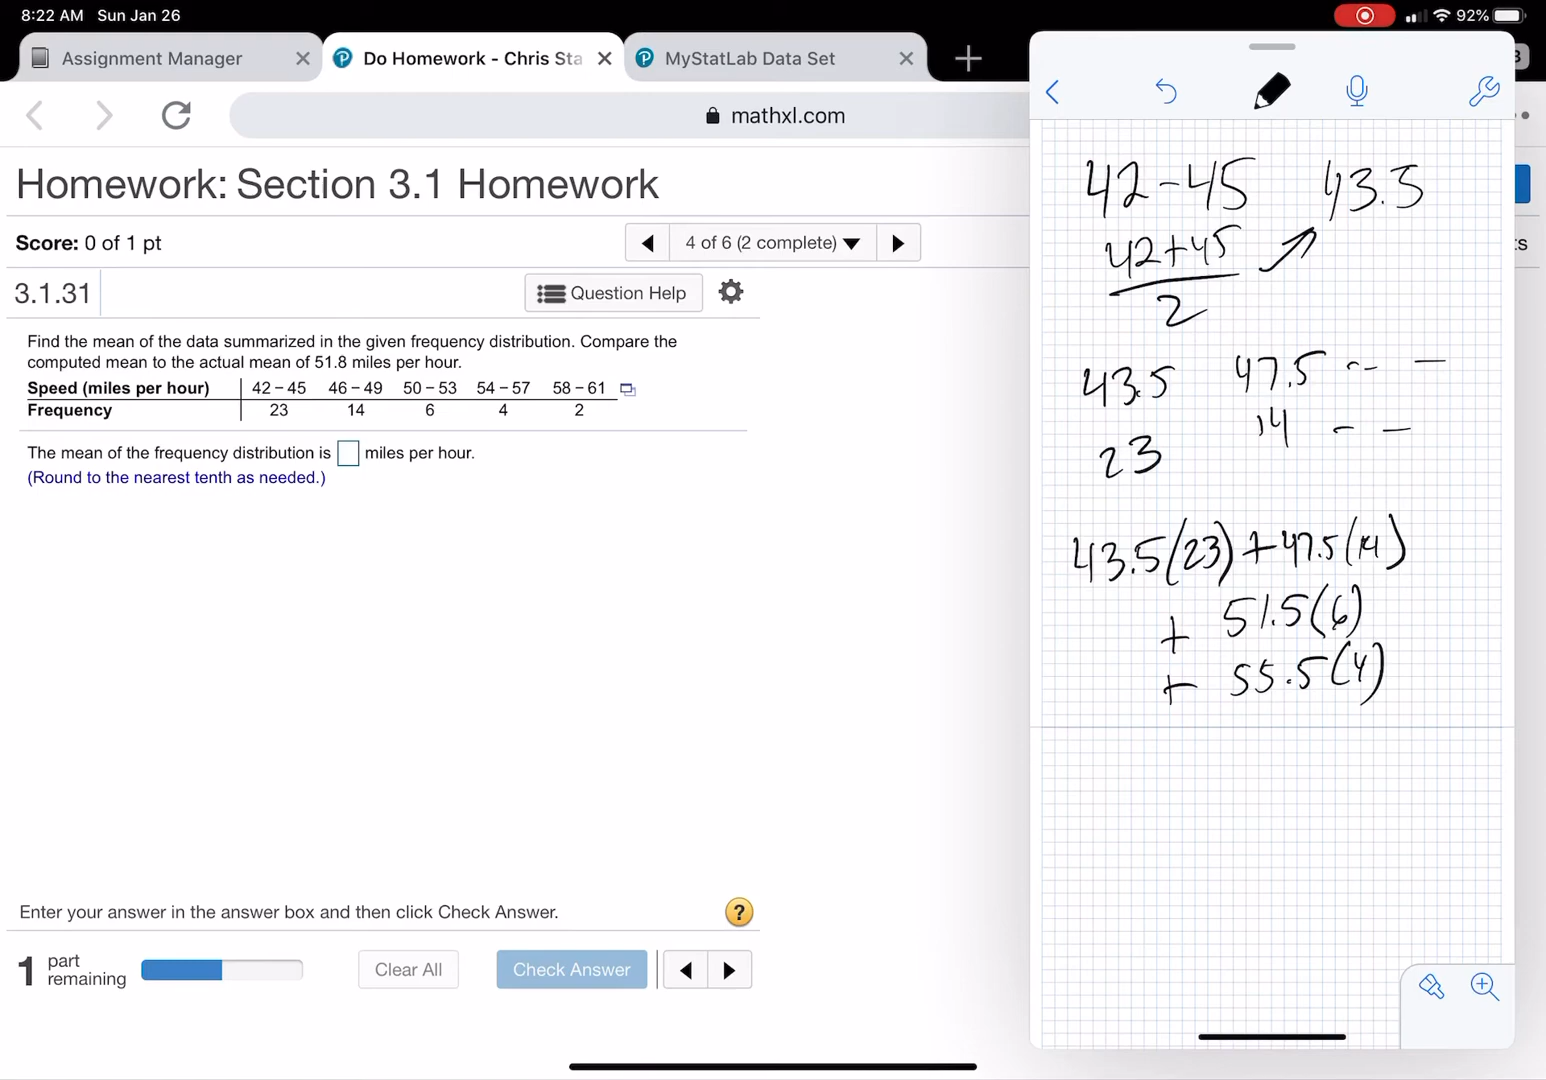 8:22 AM Sun Jan 26
92%
Assignment Manager
Do Homework - Chris Sta
MyStatLab Data Set
3
mathxl.com
Homework: Section 3.1 Homework
Score: 0 of 1 pt
4 of 6 (2 complete)
ts
3.1.31
Question Help
Find the mean of the data summarized in the given frequency distribution. Compare the
computed mean to the actual mean of 51.8 miles per hour.
Speed (miles per hour) 42 – 45 46 – 49 50 – 53 54 – 57 58 – 61
Frequency 23 14 6 4 2
The mean of the frequency distribution is miles per hour.
(Round to the nearest tenth as needed.)
Enter your answer in the answer box and then click Check Answer.
?
1 part
remaining
Clear All
Check Answer
42 - 45 43.5
42 + 45
2
43.5 47.5 - - -
23 14 - -
43.5(23) + 47.5(14)
+ 51.5(6)
+ 55.5(4)